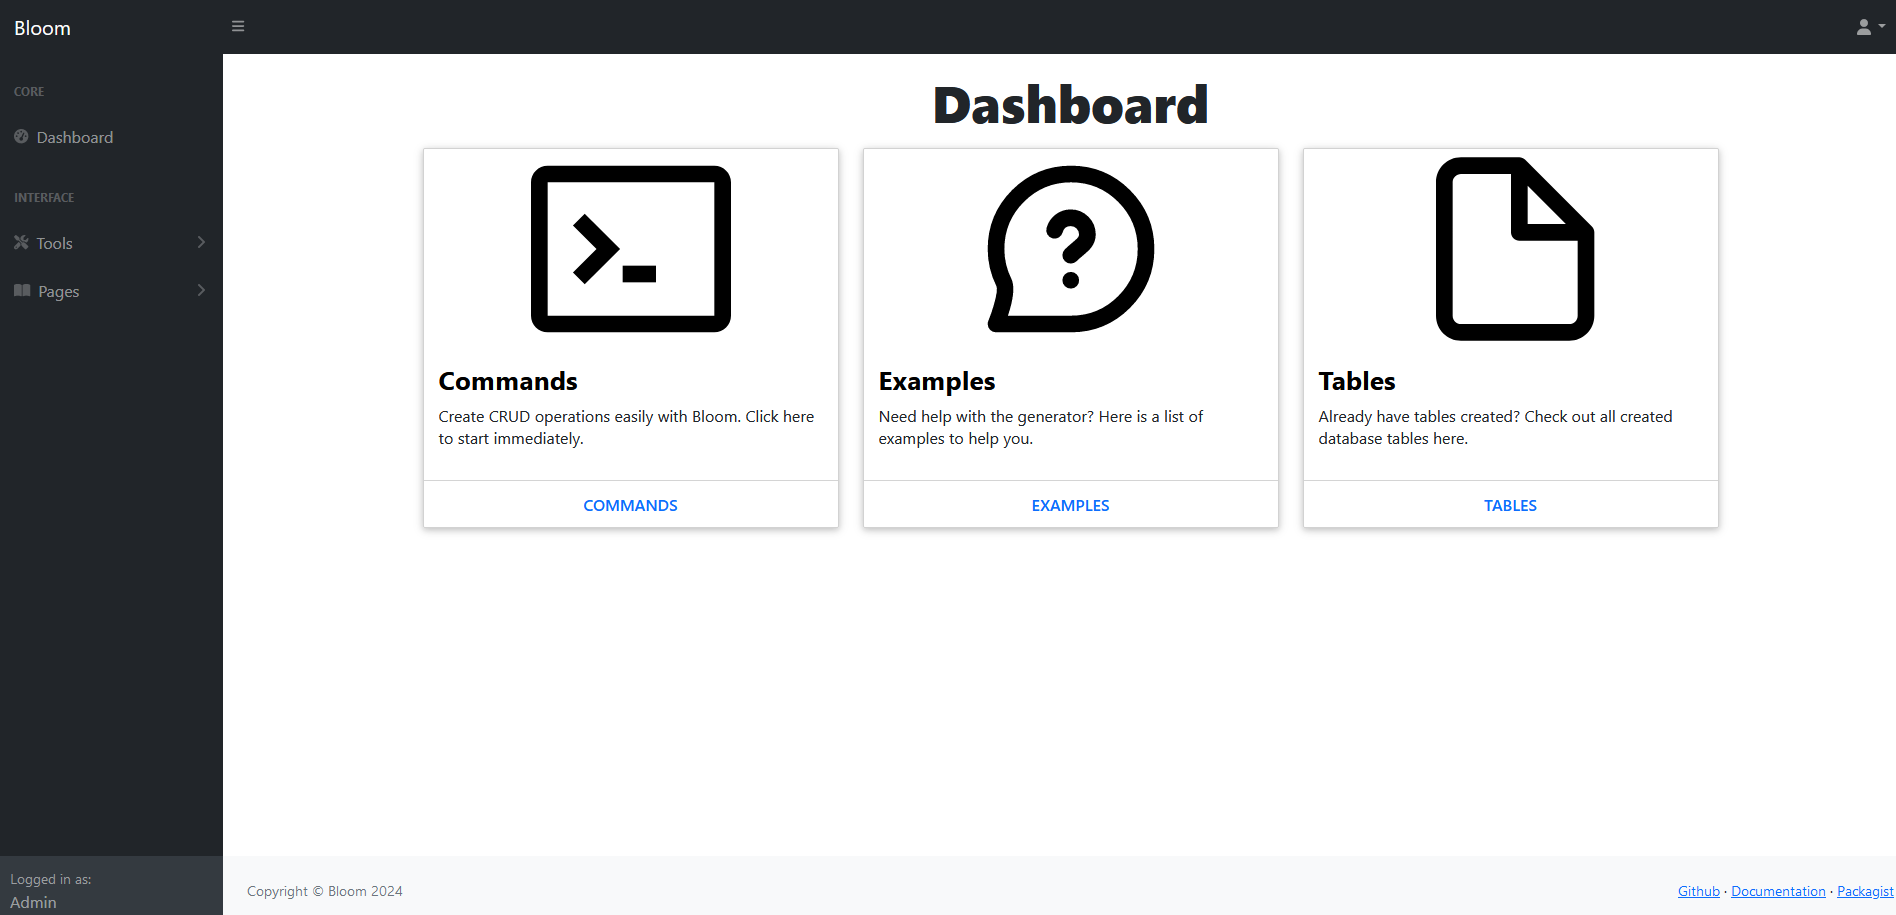 Bloom
CORE
Dashboard
INTERFACE
Tools
Pages
Logged in as:
Admin
Dashboard
Commands
Create CRUD operations easily with Bloom. Click here
to start immediately.
COMMANDS
Examples
Need help with the generator? Here is a list of
examples to help you.
EXAMPLES
Tables
Already have tables created? Check out all created
database tables here.
TABLES
Copyright © Bloom 2024
Github · Documentation · Packagist